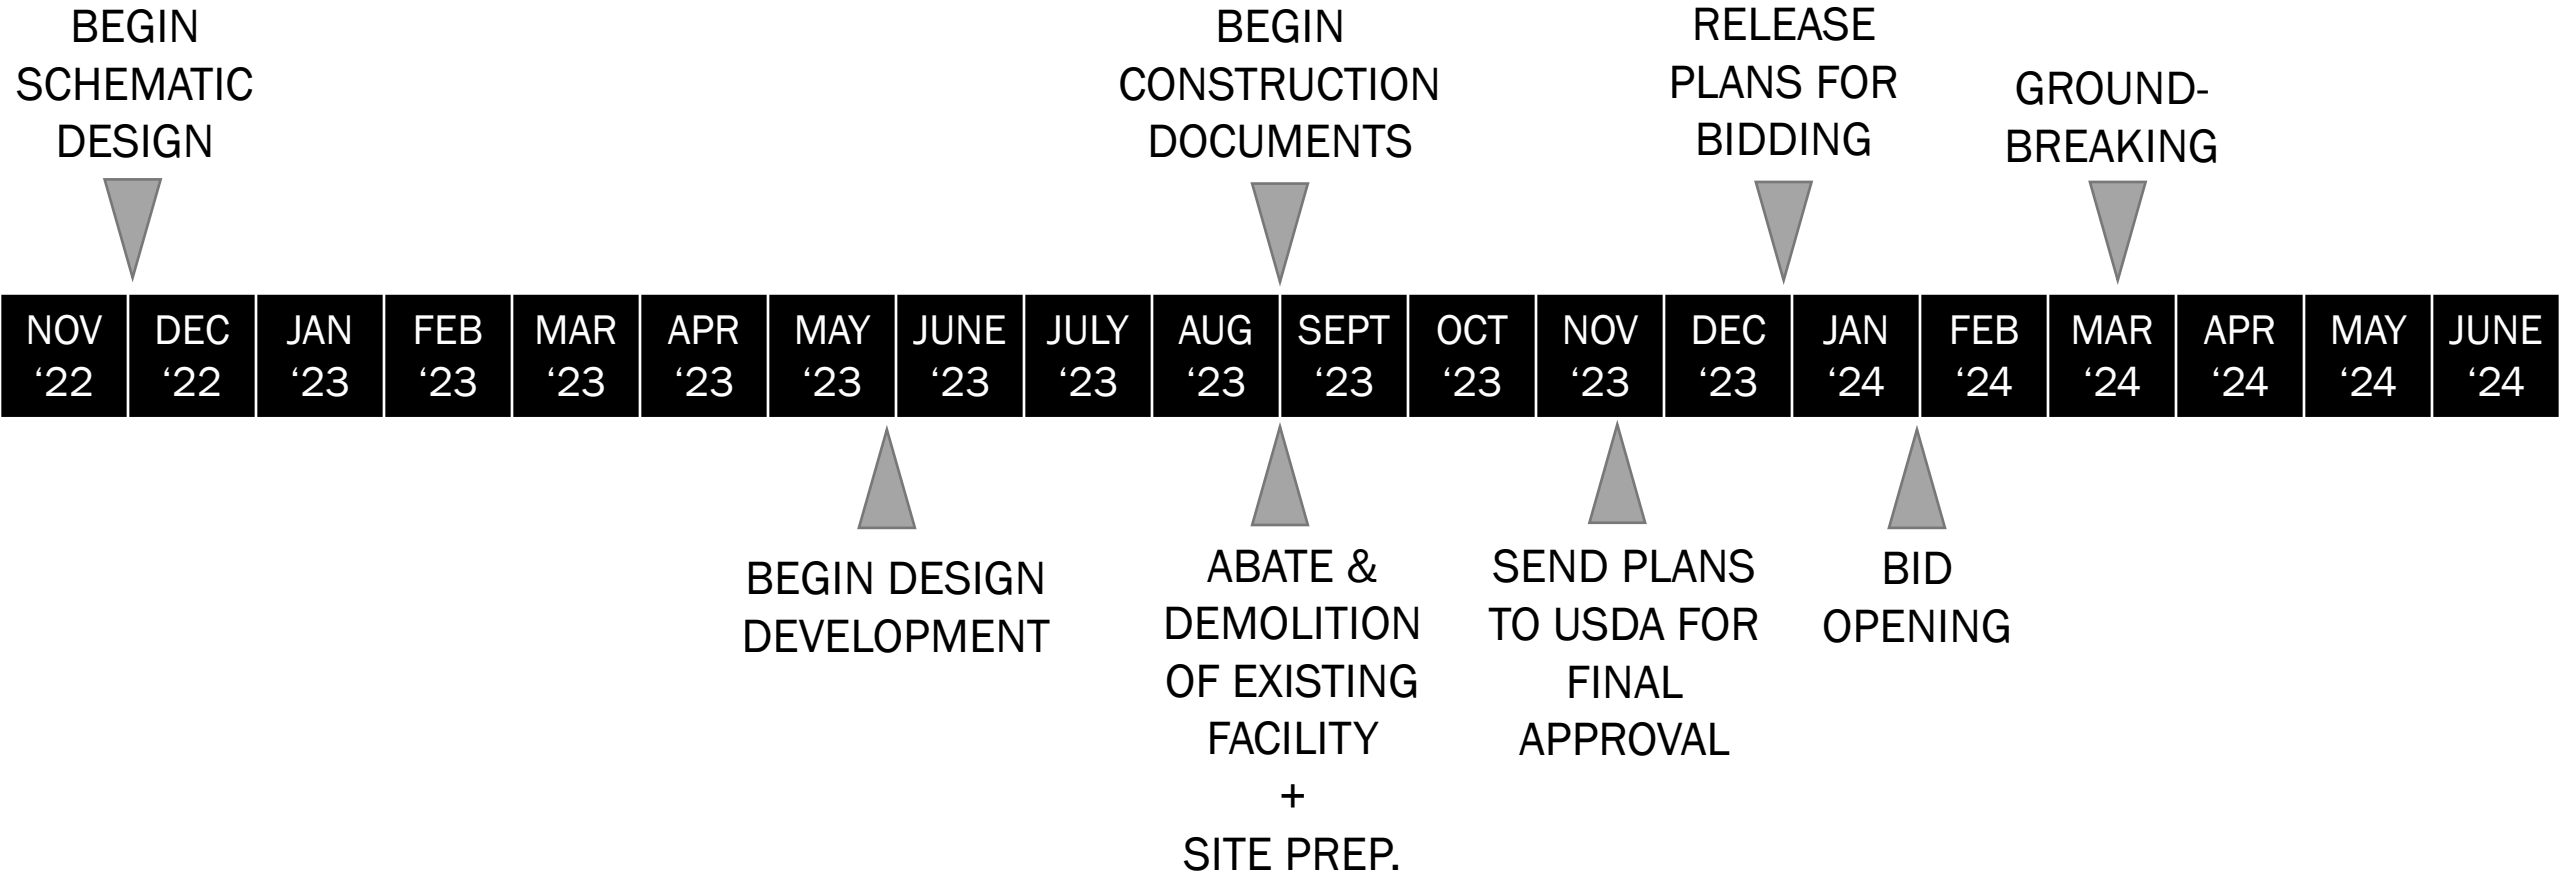 BEGIN
SCHEMATIC
DESIGN
BEGIN
CONSTRUCTION
DOCUMENTS
RELEASE
PLANS FOR
BIDDING
GROUND-
BREAKING
NOV
‘22
DEC
‘22
JAN
‘23
FEB
‘23
MAR
‘23
APR
‘23
MAY
‘23
JUNE
‘23
JULY
‘23
AUG
‘23
SEPT
‘23
OCT
‘23
NOV
‘23
DEC
‘23
JAN
‘24
FEB
‘24
MAR
‘24
APR
‘24
MAY
‘24
JUNE
‘24
BEGIN DESIGN
DEVELOPMENT
ABATE &
DEMOLITION
OF EXISTING
FACILITY
+
SITE PREP.
SEND PLANS
TO USDA FOR
FINAL
APPROVAL
BID
OPENING